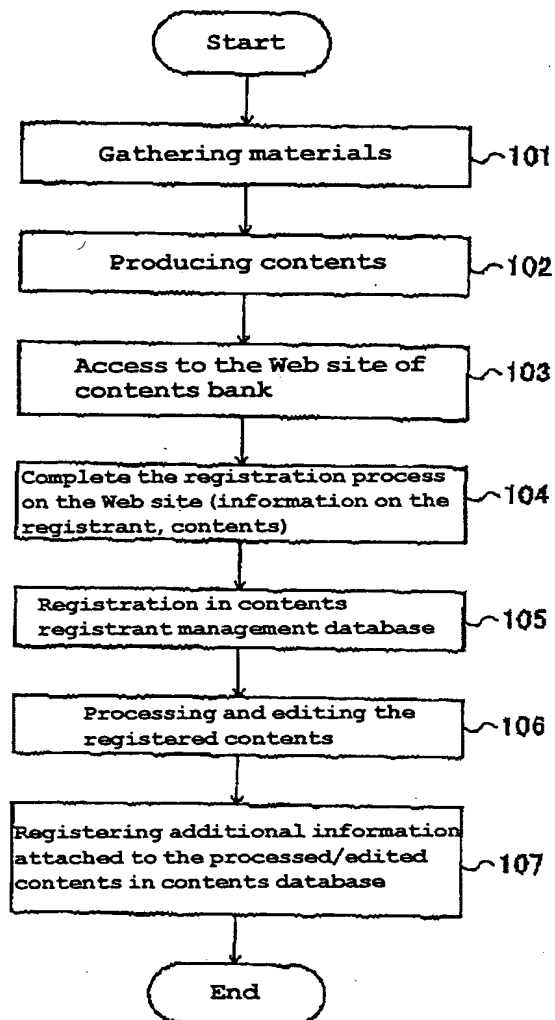 Start
Gathering materials
101
Producing contents
102
Access to the Web site of
contents bank
103
Complete the registration process
on the Web site (information on the
registrant, contents)
104
Registration in contents
registrant management database
105
Processing and editing the
registered contents
106
Registering additional information
attached to the processed/edited
contents in contents database
107
End